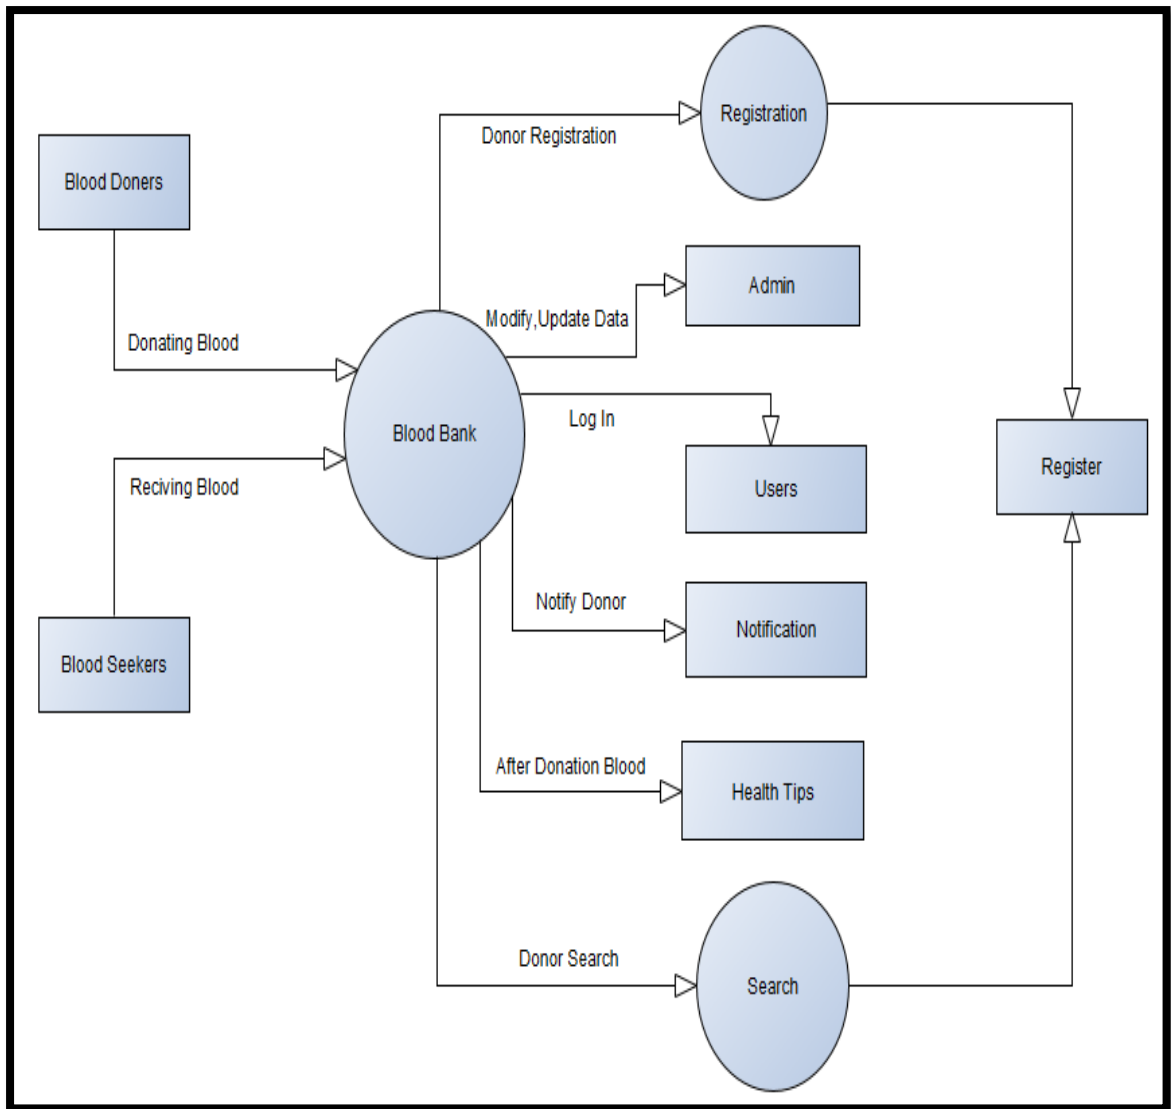 Registration
Donor Registration
Blood Doners
Admin
Modify,Update Data
Donating Blood
Log In
Blood Bank
Register
Reciving Blood
Users
Notify Donor
Notification
Blood Seekers
After Donation Blood
Health Tips
Donor Search
Search